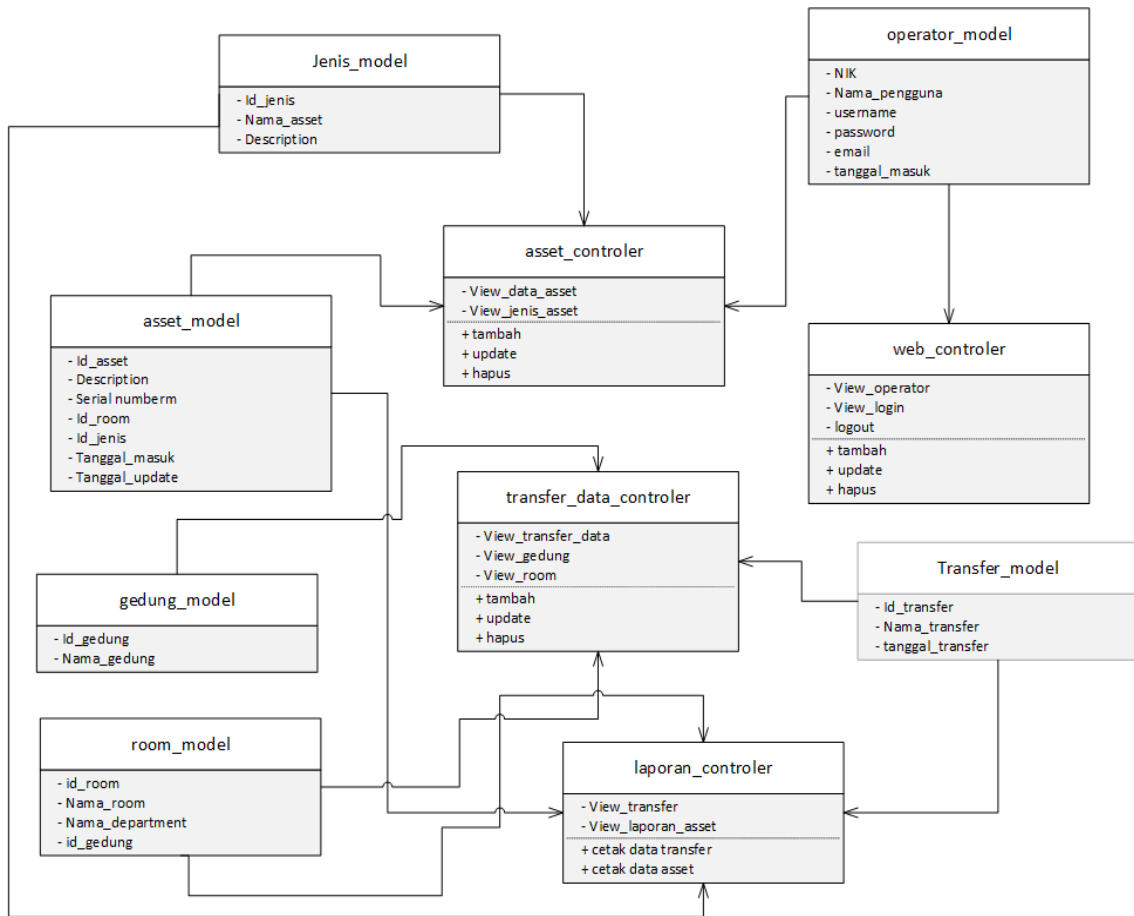 Jenis_model
- Id_jenis
- Nama_asset
- Description
operator_model
- NIK
- Nama_pengguna
- username
- password
- email
- tanggal_masuk
asset_controler
- View_data_asset
- View_jenis_asset
+ tambah
+ update
+ hapus
asset_model
- Id_asset
- Description
- Serial numberm
- Id_room
- Id_jenis
- Tanggal_masuk
- Tanggal_update
web_controler
- View_operator
- View_login
- logout
+ tambah
+ update
+ hapus
transfer_data_controler
- View_transfer_data
- View_gedung
- View_room
+ tambah
+ update
+ hapus
Transfer_model
- Id_transfer
- Nama_transfer
- tanggal_transfer
gedung_model
- Id_gedung
- Nama_gedung
room_model
- id_room
- Nama_room
- Nama_department
- id_gedung
laporan_controler
- View_transfer
- View_laporan_asset
+ cetak data transfer
+ cetak data asset